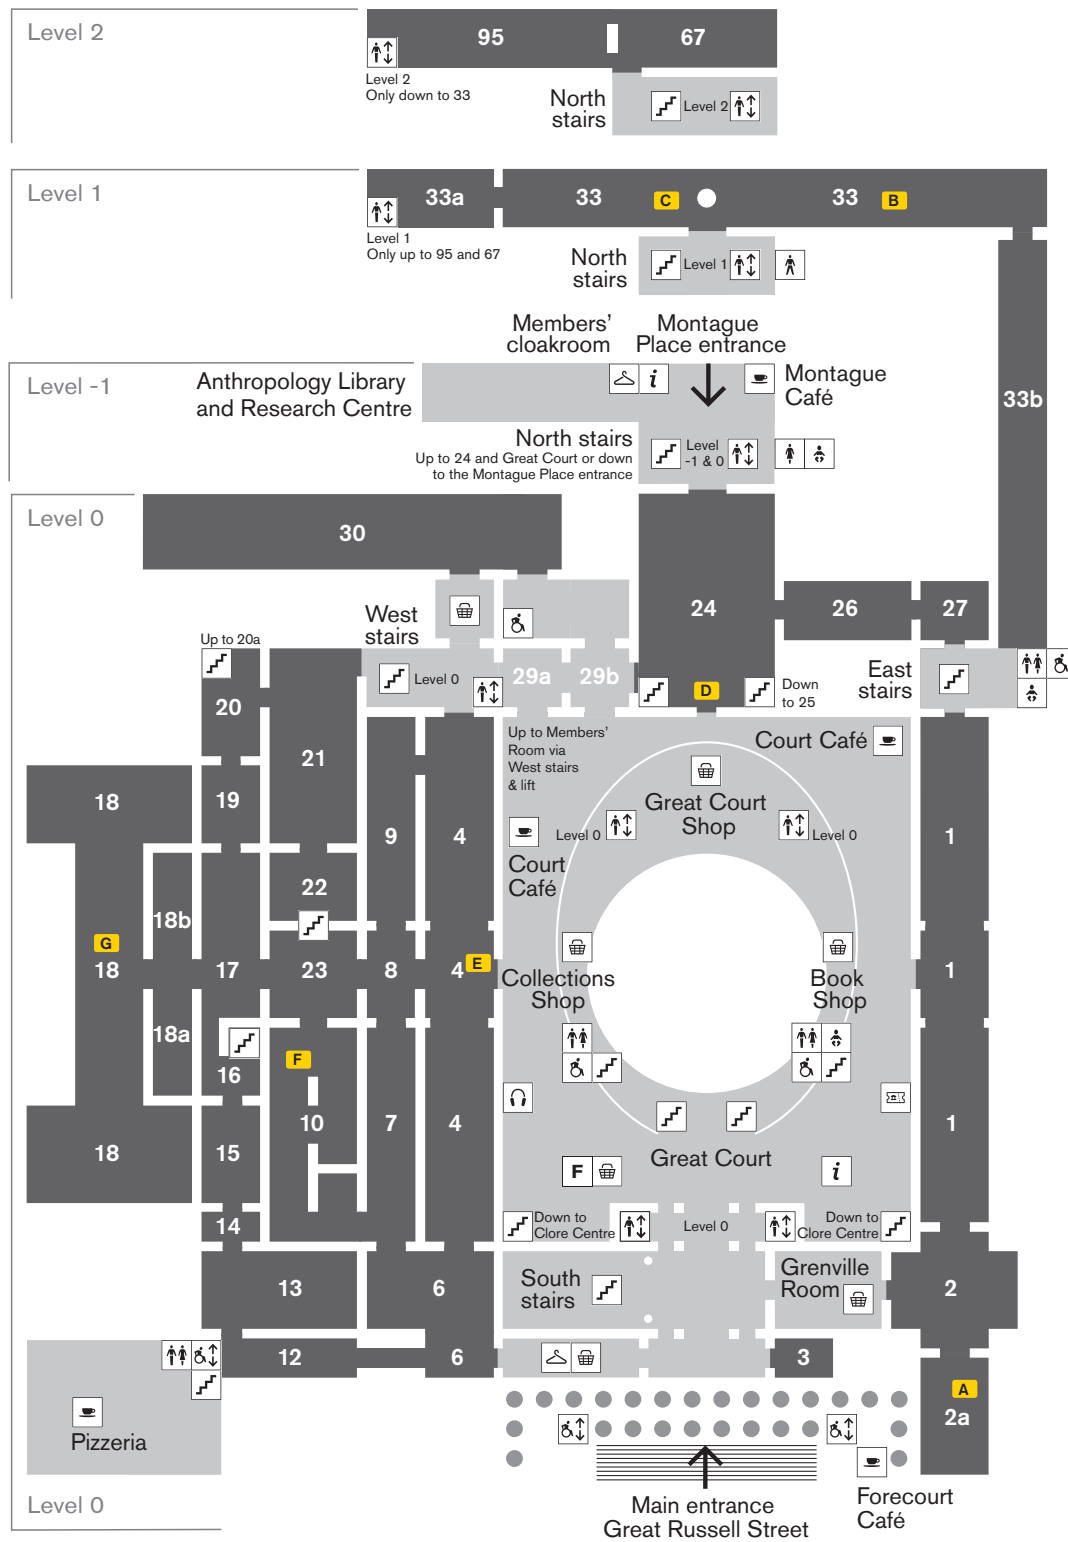 Level 2
95
67
Level 2
Only down to 33
North
stairs
Level 2
Level 1
33a
33
C
33
B
Level 1
Only up to 95 and 67
North
stairs
Level 1
Members’
cloakroom
Montague
Place entrance
Level -1
Anthropology Library
and Research Centre
i
Montague
Café
33b
North stairs
Up to 24 and Great Court or down
to the Montague Place entrance
Level
-1 & 0
Level 0
30
24
26
27
West
stairs
Up to 20a
Level 0
29a
29b
D
Down
to 25
East
stairs
20
21
Up to Members’
Room via
West stairs
& lift
Court Café
18
19
9
4
Great Court
Shop
Level 0
Level 0
1
Court
Café
22
18b
G
18
17
23
8
4
E
Collections
Shop
Book
Shop
1
18a
F
16
10
7
4
1
18
15
Great Court
F
i
14
Down to
Clore Centre
Level 0
Down to
Clore Centre
13
6
South
stairs
Grenville
Room
2
12
6
3
A
2a
Pizzeria
Level 0
Main entrance
Great Russell Street
Forecourt
Café